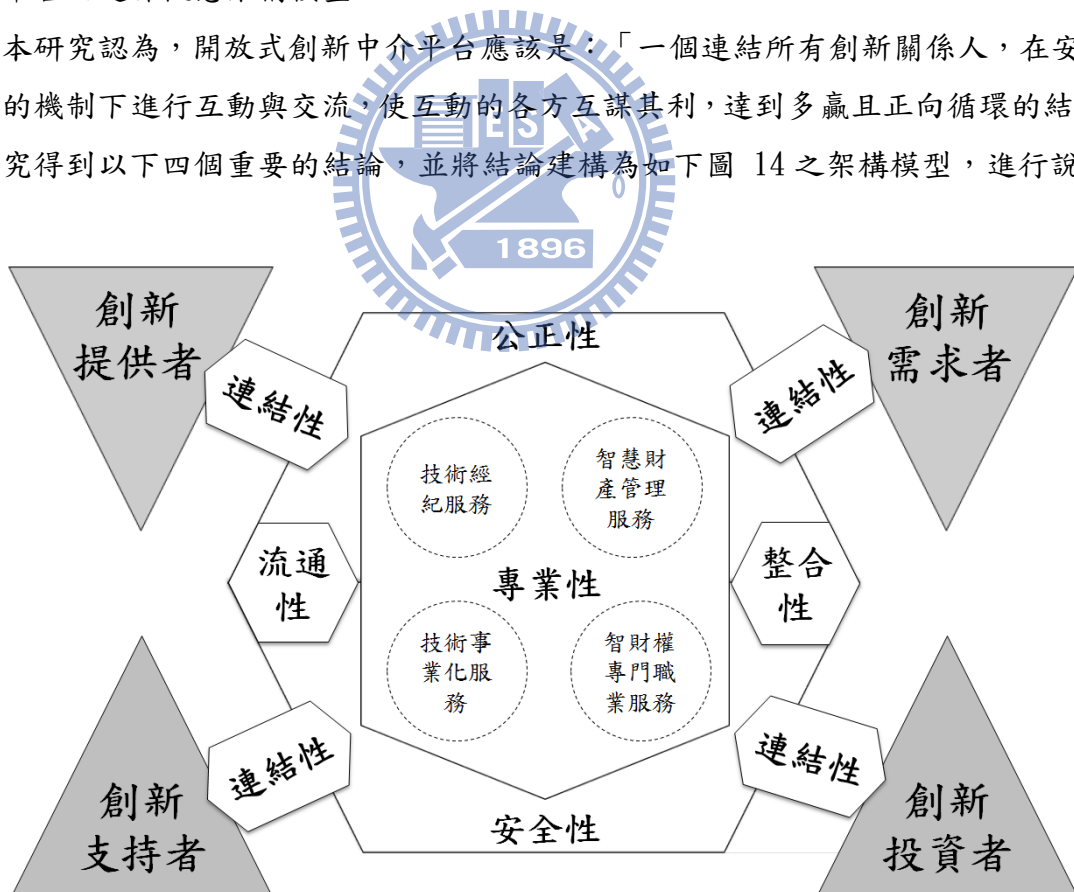 本研究認為，開放式創新中介平台應該是：「一個連結所有創新關係人，在安
的機制下進行互動與交流，使互動的各方互謀其利，達到多贏且正向循環的結
究得到以下四個重要的結論，並將結論建構為如下圖 14 之架構模型，進行說
ES A
1896
創新
提供者
連結性
公正性
連結性
創新
需求者
技術經
紀服務
智慧財
產管理
服務
流通
性
專業性
整合
性
技術事
業化服
務
智財權
專門職
業服務
連結性
連結性
創新
支持者
安全性
創新
投資者